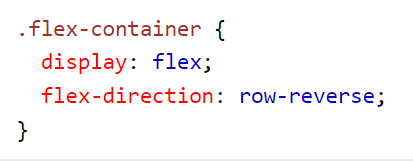 .flex-container {
  display: flex;
  flex-direction: row-reverse;
}